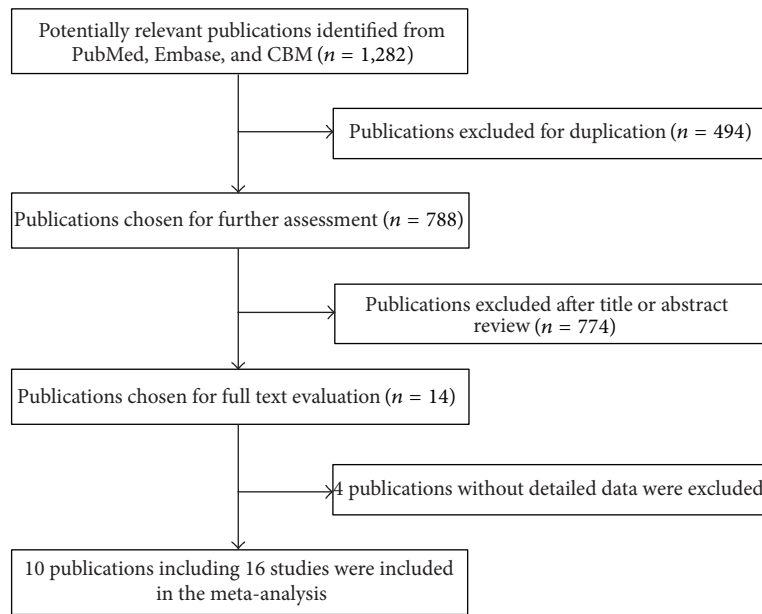 Potentially relevant publications identified from
PubMed, Embase, and CBM (n = 1,282)
Publications excluded for duplication (n = 494)
Publications chosen for further assessment (n = 788)
Publications excluded after title or abstract
review (n = 774)
Publications chosen for full text evaluation (n = 14)
4 publications without detailed data were excluded
10 publications including 16 studies were included
in the meta-analysis